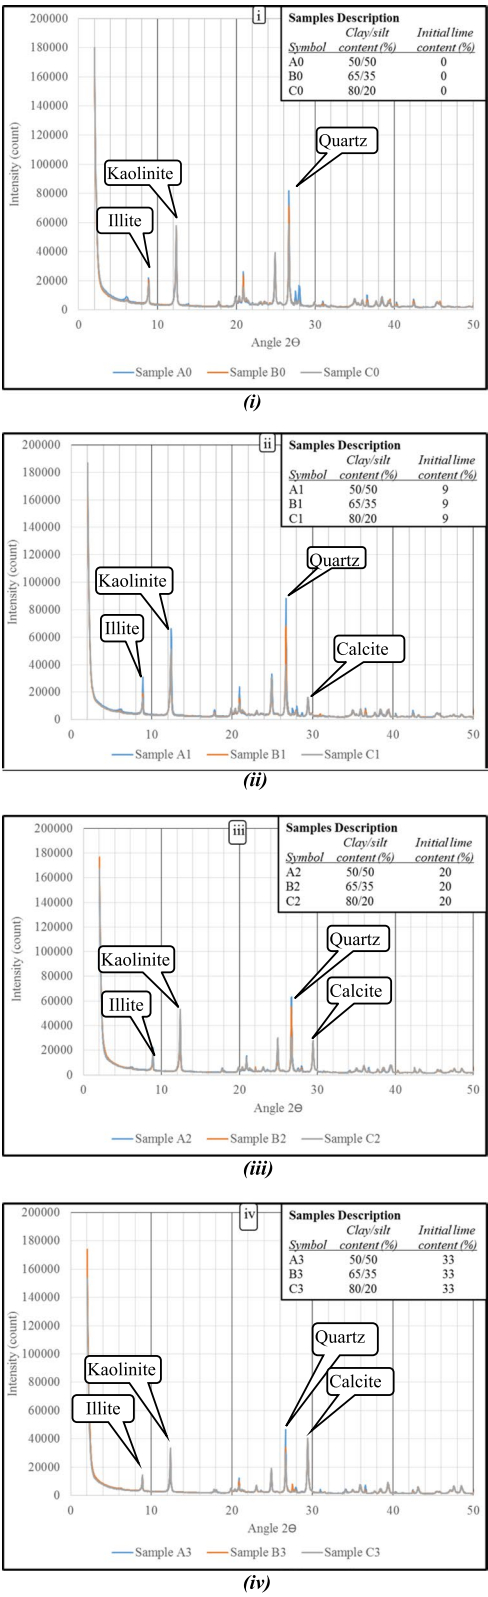 i
Samples Description
Clay/silt Initial lime
Symbol content (%) content (%)
A0 50/50 0
B0 65/35 0
C0 80/20 0
200000
180000
160000
140000
120000
100000
80000
60000
40000
20000
0
Intensity (count)
Quartz
Kaolinite
Illite
0 10 20 30 40 50
Angle 2Θ
Sample A0 Sample B0 Sample C0
(i)
ii
Samples Description
Clay/silt Initial lime
Symbol content (%) content (%)
A1 50/50 9
B1 65/35 9
C1 80/20 9
200000
180000
160000
140000
120000
100000
80000
60000
40000
20000
0
Intensity (count)
Quartz
Kaolinite
Illite
Calcite
0 10 20 30 40 50
Angle 2Θ
Sample A1 Sample B1 Sample C1
(ii)
iii
Samples Description
Clay/silt Initial lime
Symbol content (%) content (%)
A2 50/50 20
B2 65/35 20
C2 80/20 20
200000
180000
160000
140000
120000
100000
80000
60000
40000
20000
0
Intensity (count)
Quartz
Kaolinite
Illite
Calcite
0 10 20 30 40 50
Angle 2Θ
Sample A2 Sample B2 Sample C2
(iii)
iv
Samples Description
Clay/silt Initial lime
Symbol content (%) content (%)
A3 50/50 33
B3 65/35 33
C3 80/20 33
200000
180000
160000
140000
120000
100000
80000
60000
40000
20000
0
Intensity (count)
Quartz
Kaolinite
Calcite
Illite
0 10 20 30 40 50
Angle 2Θ
Sample A3 Sample B3 Sample C3
(iv)